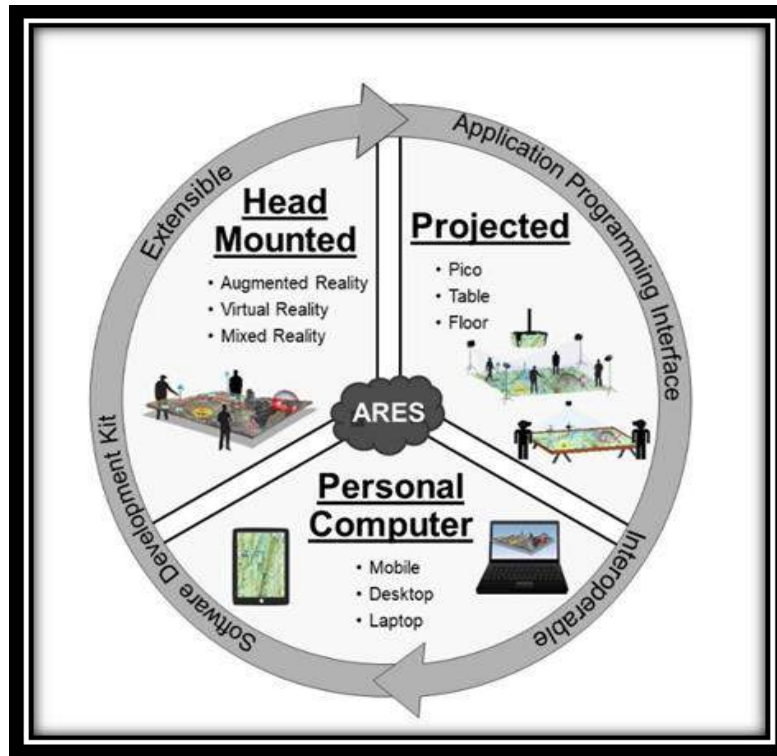 Extensible
Application Programming Interface
Head
Mounted
• Augmented Reality
• Virtual Reality
• Mixed Reality
Projected
• Pico
• Table
• Floor
ARES
Personal
Computer
• Mobile
• Desktop
• Laptop
Software Development Kit
Interoperable